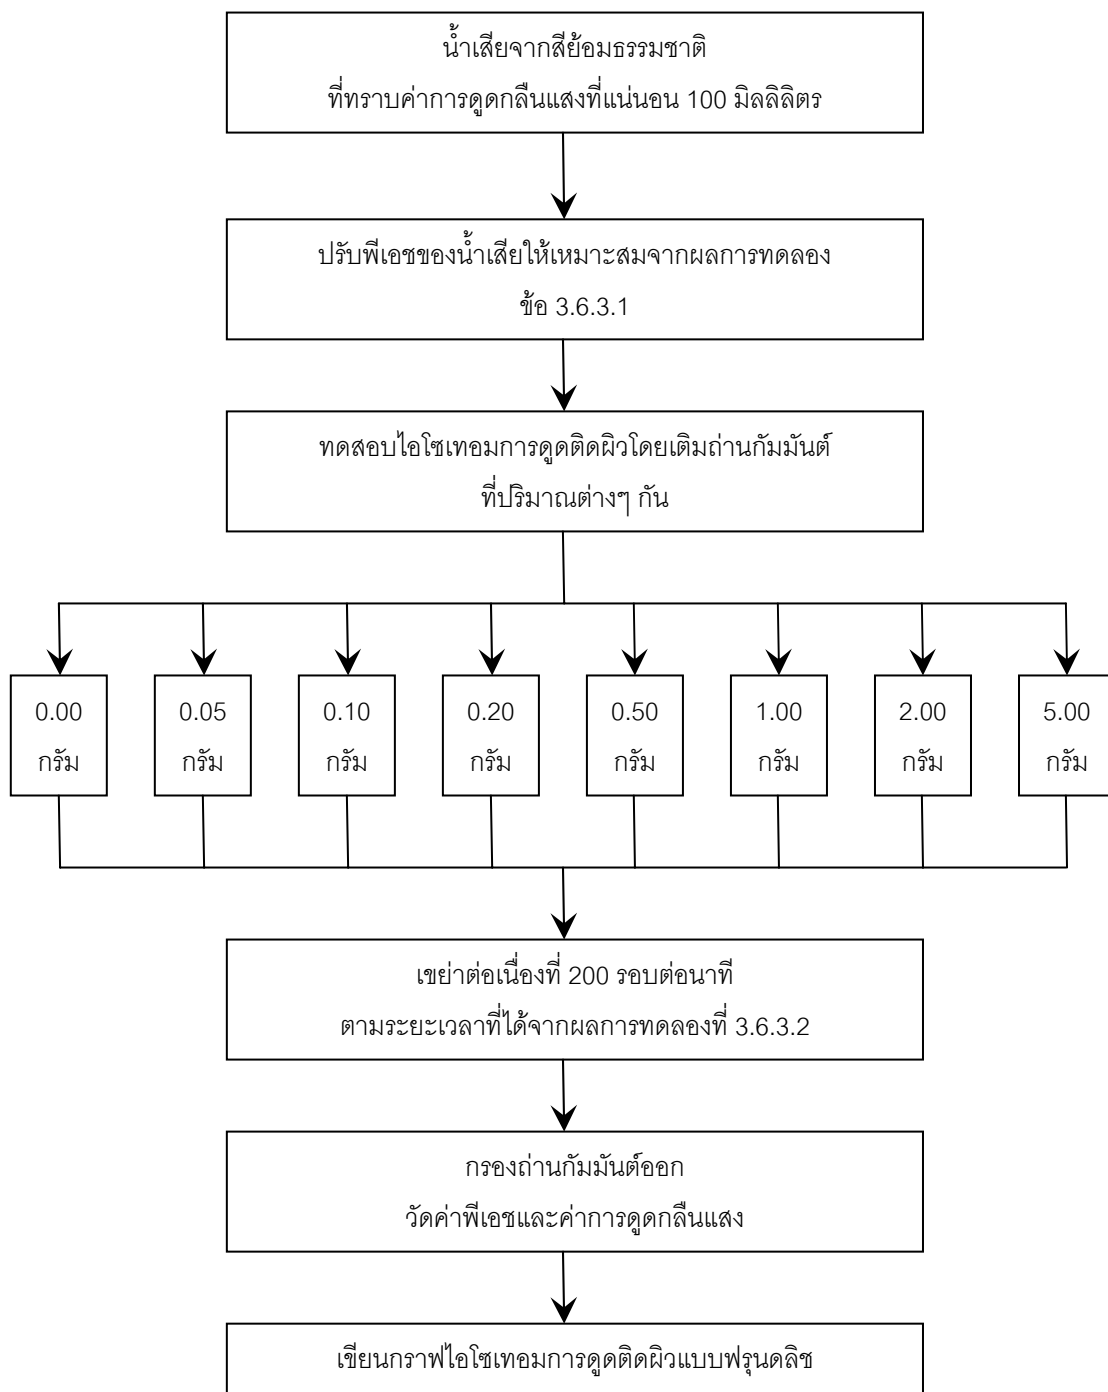 น้ำเสียจากสีย้อมธรรมชาติ
ที่ทราบค่าการดูดกลืนแสงที่แน่นอน 100 มิลลิลิตร
ปรับพีเอชของน้ำเสียให้เหมาะสมจากผลการทดลอง
ข้อ 3.6.3.1
ทดสอบไอโซเทอมการดูดติดผิวโดยเติมถ่านกัมมันต์
ที่ปริมาณต่างๆ กัน
0.00 0.05 0.10 0.20 0.50 1.00 2.00 5.00
กรัม กรัม กรัม กรัม กรัม กรัม กรัม กรัม
เขย่าต่อเนื่องที่ 200 รอบต่อนาที
ตามระยะเวลาที่ได้จากผลการทดลองที่ 3.6.3.2
กรองถ่านกัมมันต์ออก
วัดค่าพีเอชและค่าการดูดกลืนแสง
เขียนกราฟไอโซเทอมการดูดติดผิวแบบฟรุนดลิช